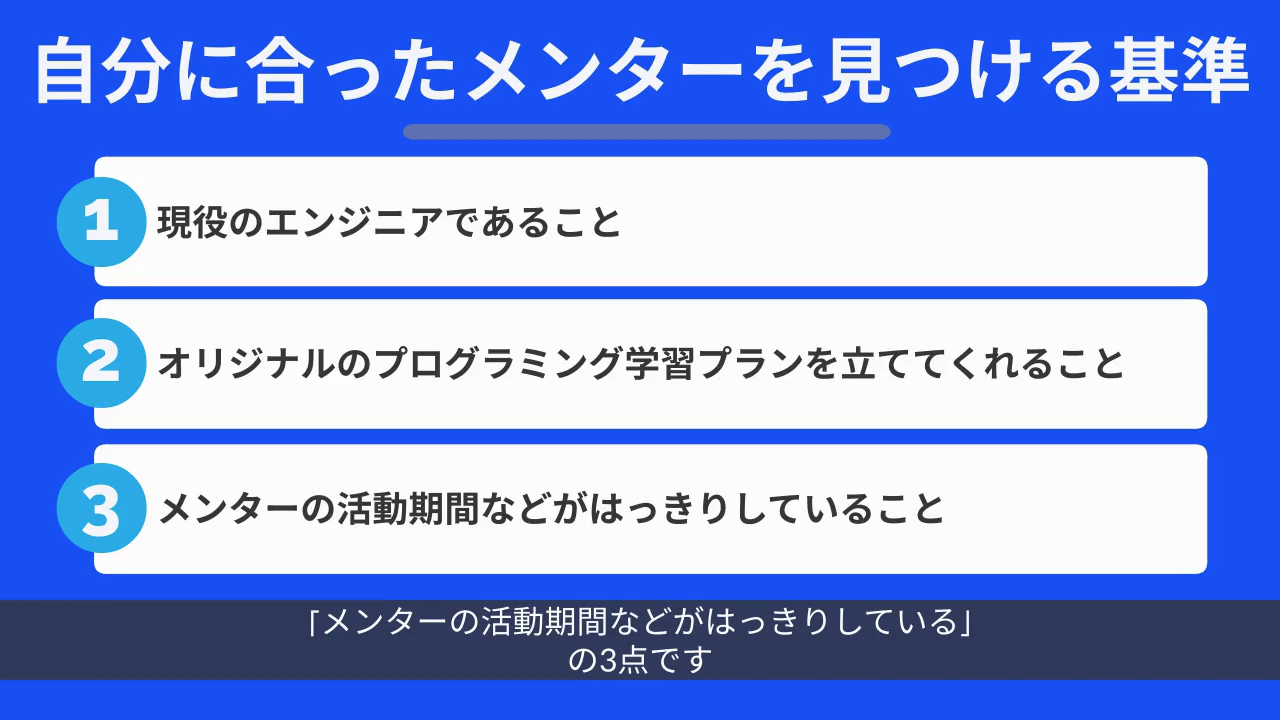 自分に合ったメンターを見つける基準
1 現役のエンジニアであること
2 オリジナルのプログラミング学習プランを立ててくれること
3 メンターの活動期間などがはっきりしていること
「メンターの活動期間などがはっきりしている」
の3点です